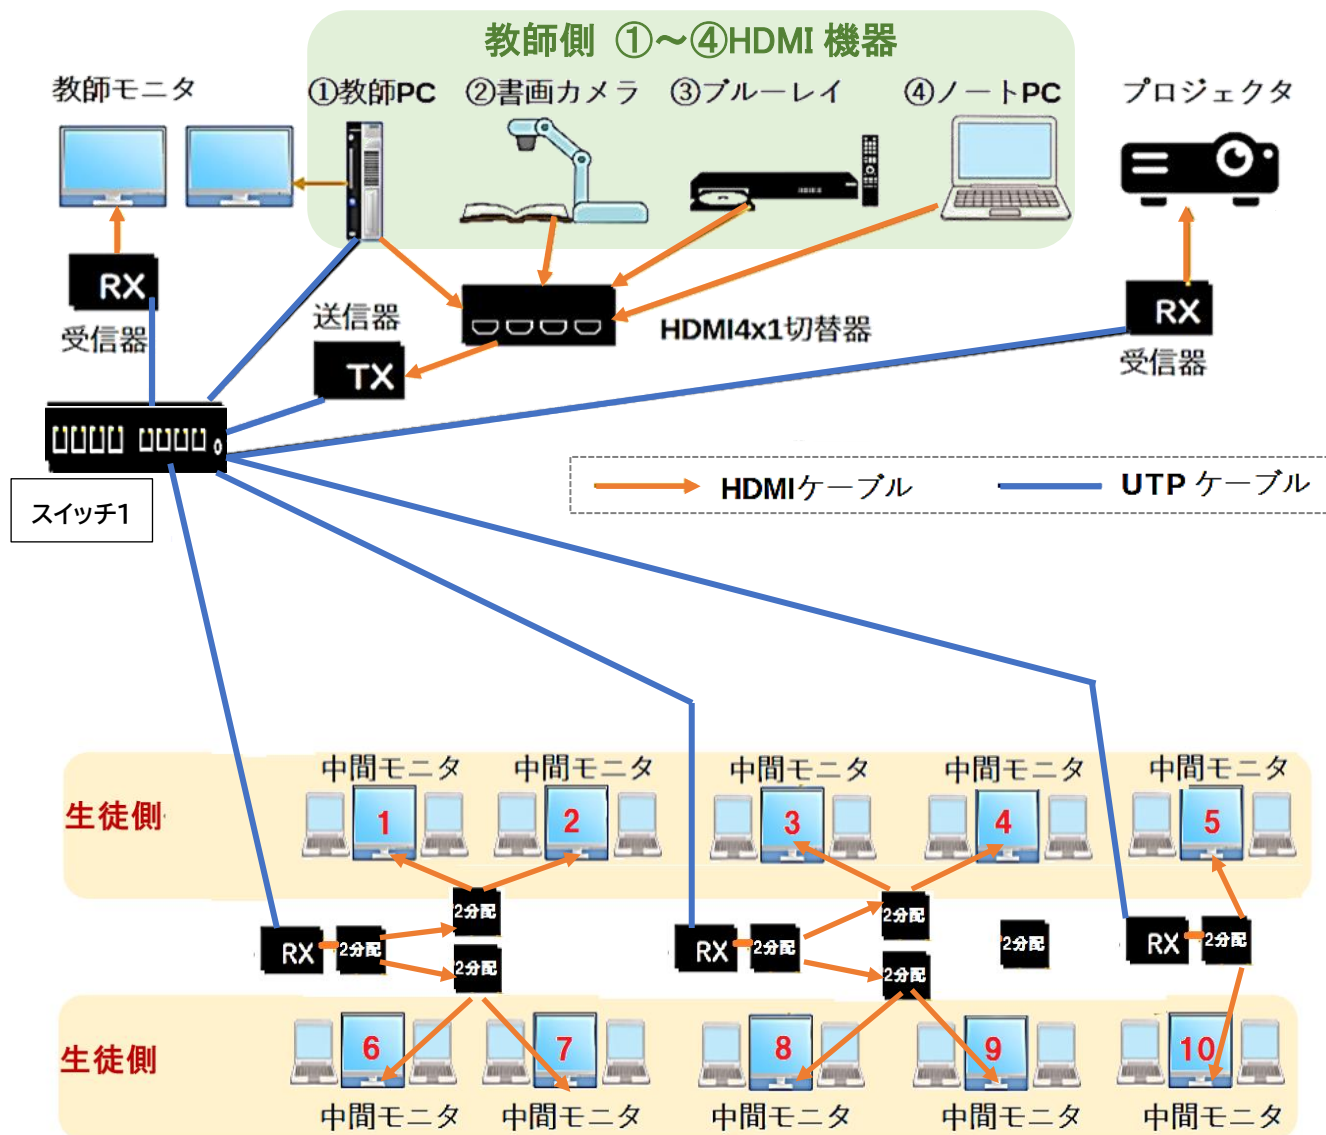 教師側 ①~④HDMI 機器
教師モニタ
①教師PC
②書画カメラ
③ブルーレイ
④ノートPC
プロジェクタ
RX
受信器
送信器
TX
HDMI4x1切替器
RX
受信器
スイッチ1
HDMIケーブル
UTP ケーブル
中間モニタ
中間モニタ
中間モニタ
中間モニタ
中間モニタ
生徒側
1
2
3
4
5
2分配
2分配
RX
2分配
RX
2分配
2分配
RX
2分配
2分配
2分配
生徒側
6
7
8
9
10
中間モニタ
中間モニタ
中間モニタ
中間モニタ
中間モニタ